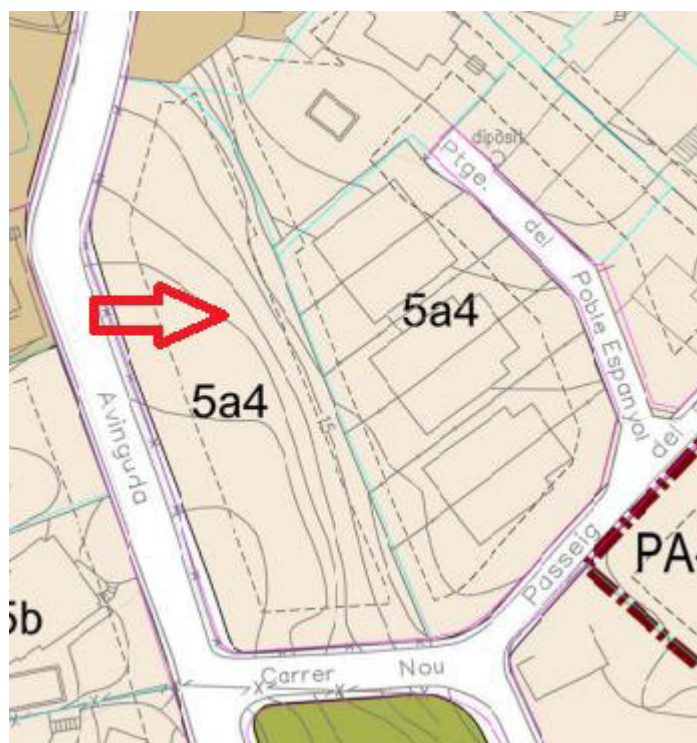 dipòsit
Ptge.
del
Poble Espanyol
5a4
5a4
15
Avinguda
del
Passeig
PA-
5b
Carrer Nou